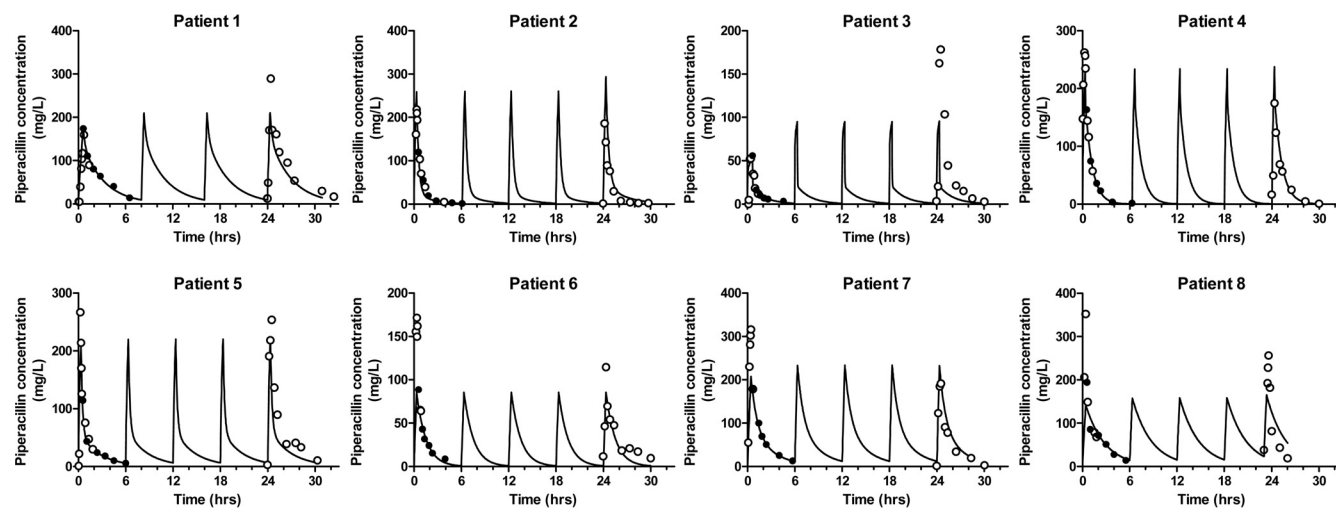 Patient 1
Piperacillin concentration
(mg/L)
400
300
200
100
0
0 6 12 18 24 30
Time (hrs)
Patient 2
Piperacillin concentration
(mg/L)
400
300
200
100
0
0 6 12 18 24 30
Time (hrs)
Patient 3
Piperacillin concentration
(mg/L)
200
150
100
50
0
0 6 12 18 24 30
Time (hrs)
Patient 4
Piperacillin concentration
(mg/L)
300
200
100
0
0 6 12 18 24 30
Time (hrs)
Patient 5
Piperacillin concentration
(mg/L)
300
200
100
0
0 6 12 18 24 30
Time (hrs)
Patient 6
Piperacillin concentration
(mg/L)
200
150
100
50
0
0 6 12 18 24 30
Time (hrs)
Patient 7
Piperacillin concentration
(mg/L)
400
300
200
100
0
0 6 12 18 24 30
Time (hrs)
Patient 8
Piperacillin concentration
(mg/L)
400
300
200
100
0
0 6 12 18 24 30
Time (hrs)